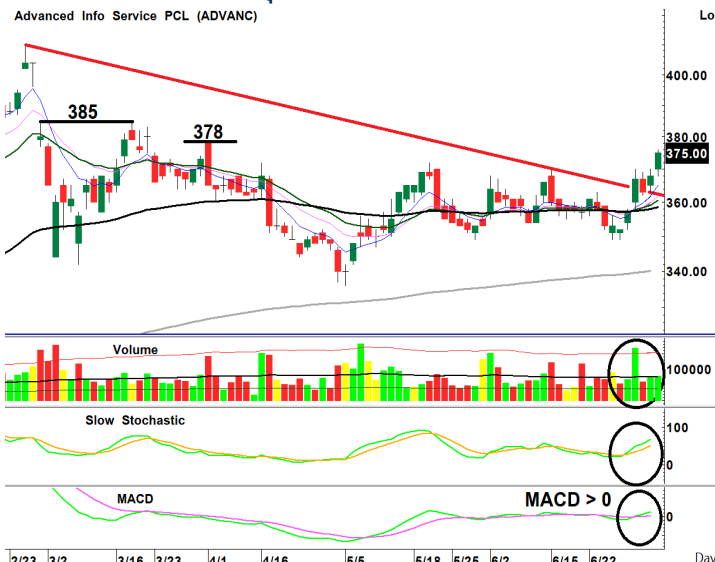 Advanced Info Service PCL (ADVANC)
Lo
400.00
385
378
380.00
375.00
360.00
340.00
Volume
100000
Slow Stochastic
100
0
MACD
MACD > 0
0
2/23 3/2 3/16 3/23 4/1 4/16 5/5 5/18 5/25 6/2 6/15 6/22 Day